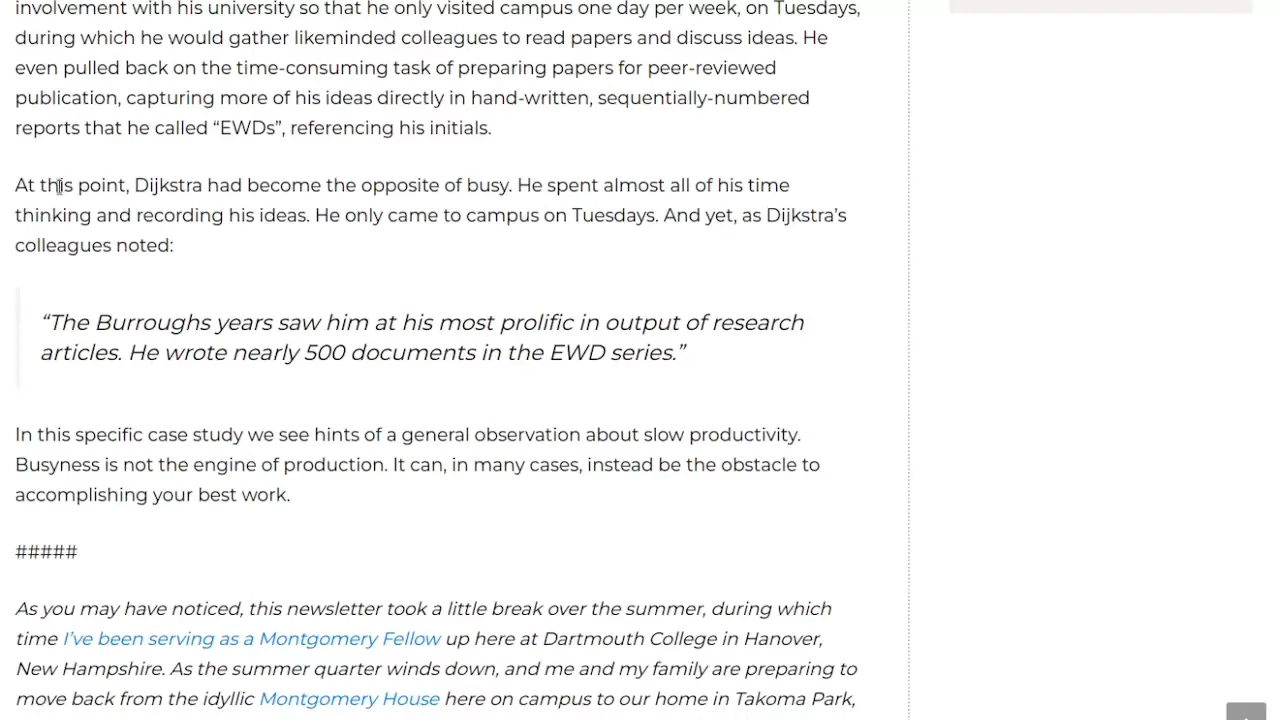 involvement with his university so that he only visited campus one day per week, on Tuesdays,
during which he would gather likeminded colleagues to read papers and discuss ideas. He
even pulled back on the time-consuming task of preparing papers for peer-reviewed
publication, capturing more of his ideas directly in hand-written, sequentially-numbered
reports that he called “EWDs”, referencing his initials.
At this point, Dijkstra had become the opposite of busy. He spent almost all of his time
thinking and recording his ideas. He only came to campus on Tuesdays. And yet, as Dijkstra’s
colleagues noted:
“The Burroughs years saw him at his most prolific in output of research
articles. He wrote nearly 500 documents in the EWD series.”
In this specific case study we see hints of a general observation about slow productivity.
Busyness is not the engine of production. It can, in many cases, instead be the obstacle to
accomplishing your best work.
#####
As you may have noticed, this newsletter took a little break over the summer, during which
time I’ve been serving as a Montgomery Fellow up here at Dartmouth College in Hanover,
New Hampshire. As the summer quarter winds down, and me and my family are preparing to
move back from the idyllic Montgomery House here on campus to our home in Takoma Park,